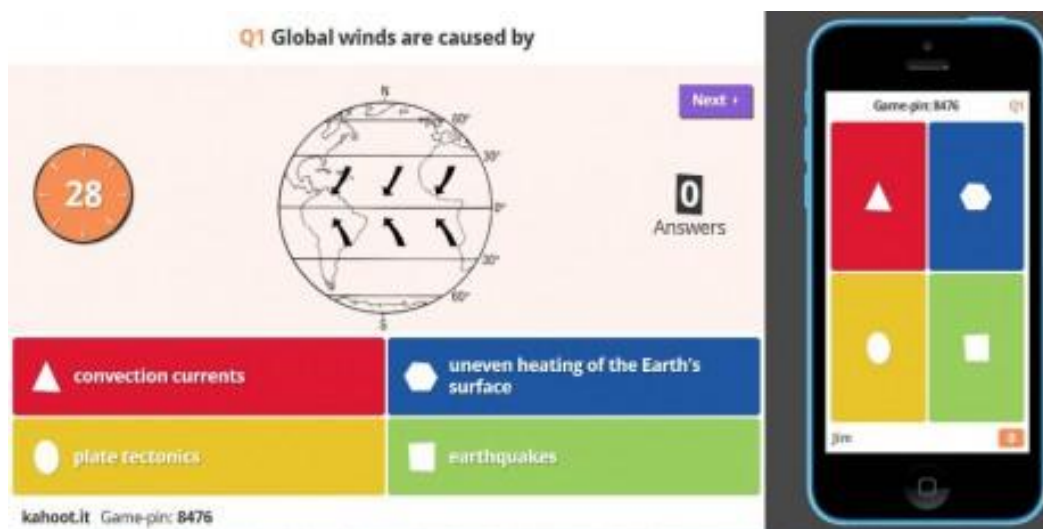 Q1 Global winds are caused by
Next ›
28
N
60°
30°
0°
30°
60°
S
0
Answers
convection currents
uneven heating of the Earth's
surface
plate tectonics
earthquakes
kahoot.it Game-pin: 8476
Game-pin: 8476 Q1
Jim 0